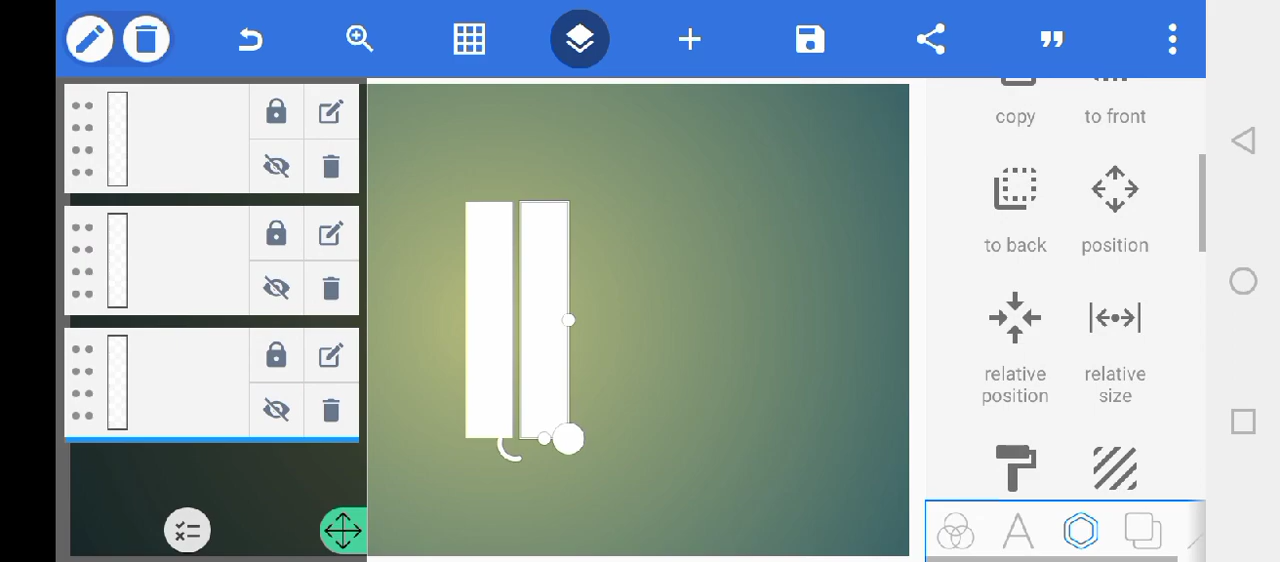 copy
to front
to back
position
relative
position
relative
size